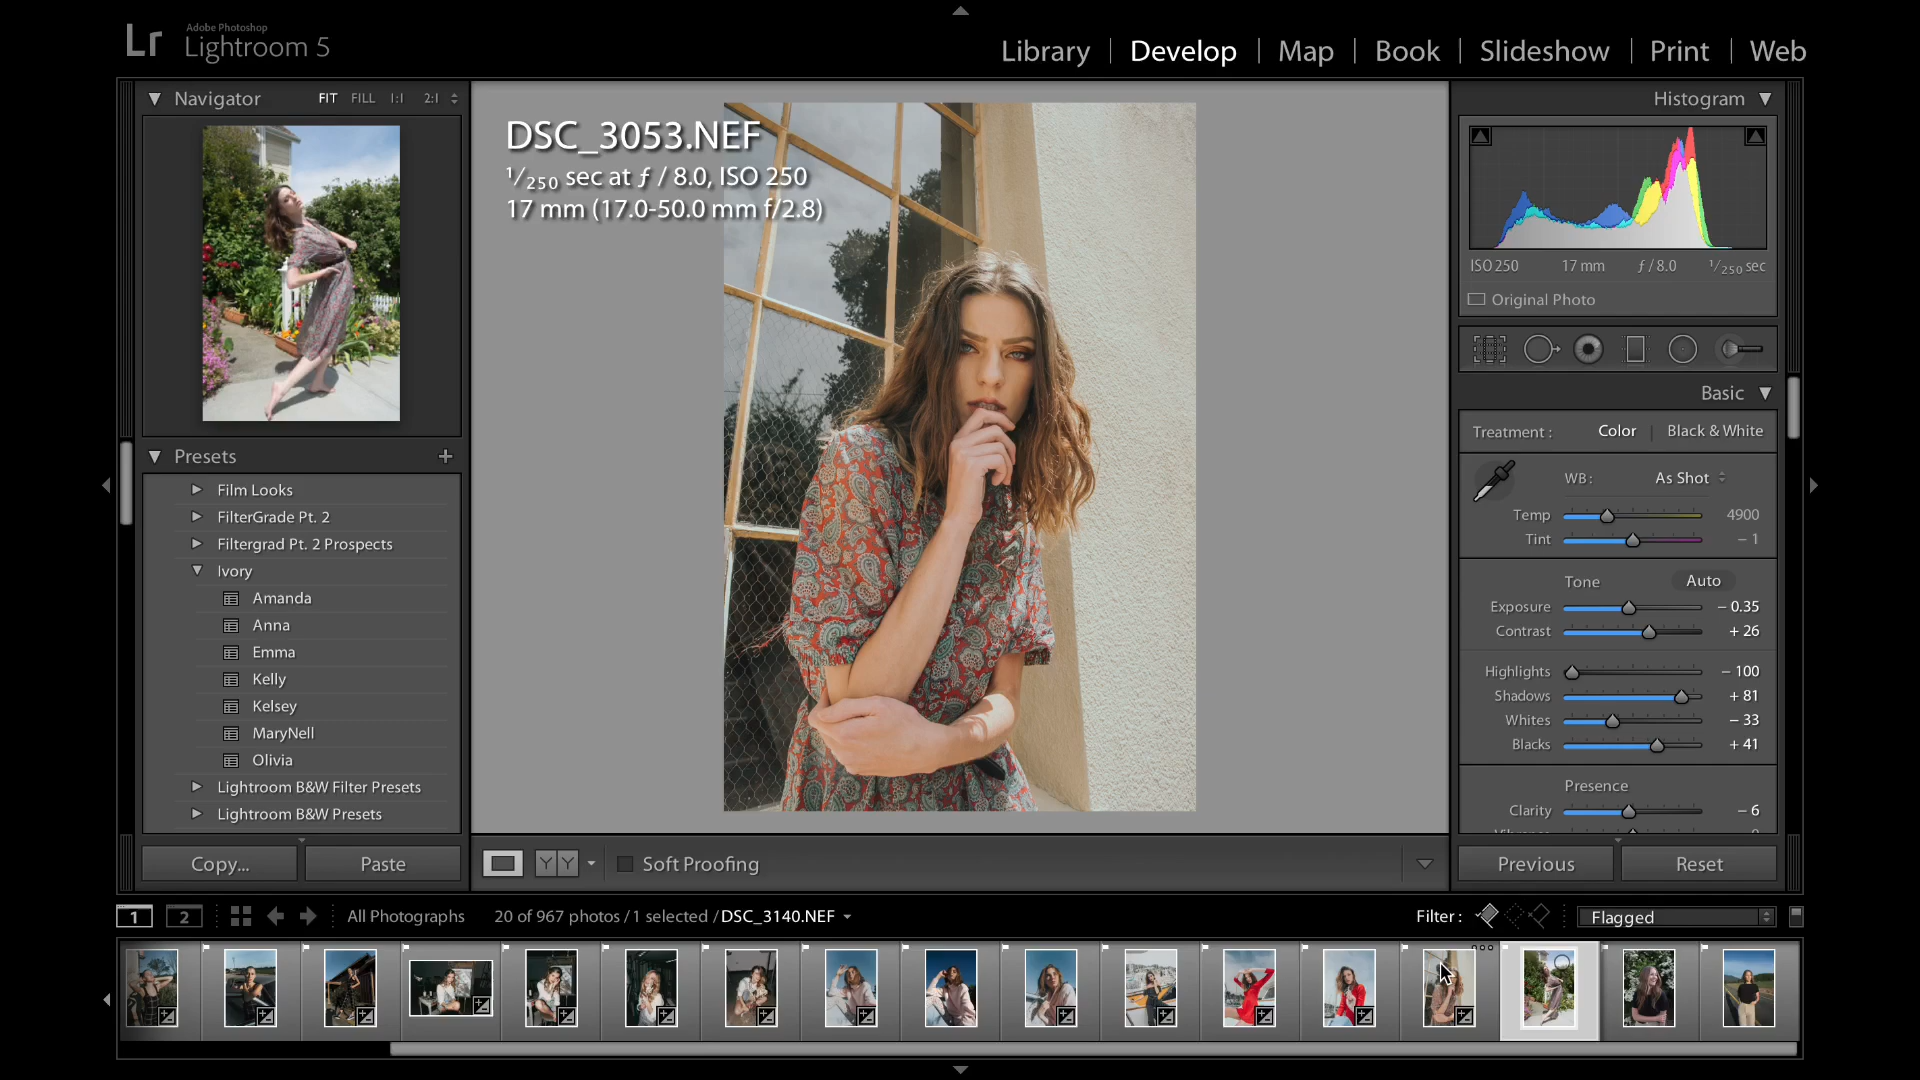 Lr
Adobe Photoshop
Lightroom 5
Library | Develop | Map | Book | Slideshow | Print | Web
Navigator FIT FILL 1:1 2:1
Presets
Film Looks
FilterGrade Pt. 2
Filtergrad Pt. 2 Prospects
Ivory
Amanda
Anna
Emma
Kelly
Kelsey
MaryNell
Olivia
Lightroom B&W Filter Presets
Lightroom B&W Presets
Copy... Paste
DSC_3053.NEF
1/250 sec at ƒ / 8.0, ISO 250
17 mm (17.0-50.0 mm f/2.8)
YY Soft Proofing
Histogram
ISO 250 17 mm ƒ / 8.0 1/250 sec
Original Photo
Basic
Treatment : Color | Black & White
WB : As Shot
Temp 4900
Tint – 1
Tone Auto
Exposure – 0.35
Contrast + 26
Highlights – 100
Shadows + 81
Whites – 33
Blacks + 41
Presence
Clarity – 6
Vibrance 0
Previous Reset
1 2 All Photographs 20 of 967 photos / 1 selected / DSC_3140.NEF
Filter : Flagged